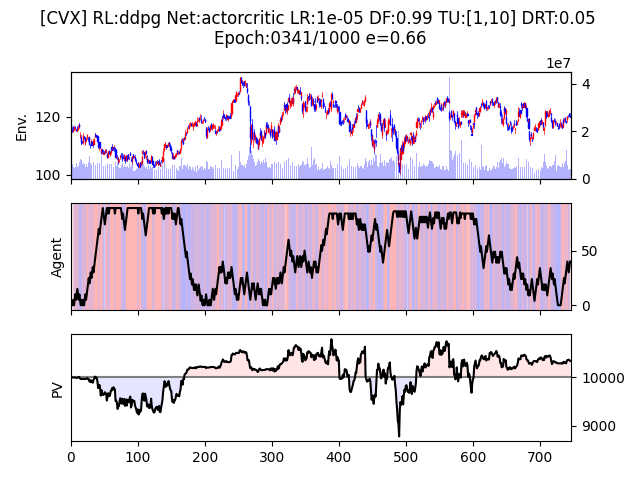 [CVX] RL:ddpg Net:actorcritic LR:1e-05 DF:0.99 TU:[1,10] DRT:0.05
Epoch:0341/1000 e=0.66
1e7
Env.
120
100
4
2
0
Agent
50
0
PV
10000
9000
0 100 200 300 400 500 600 700